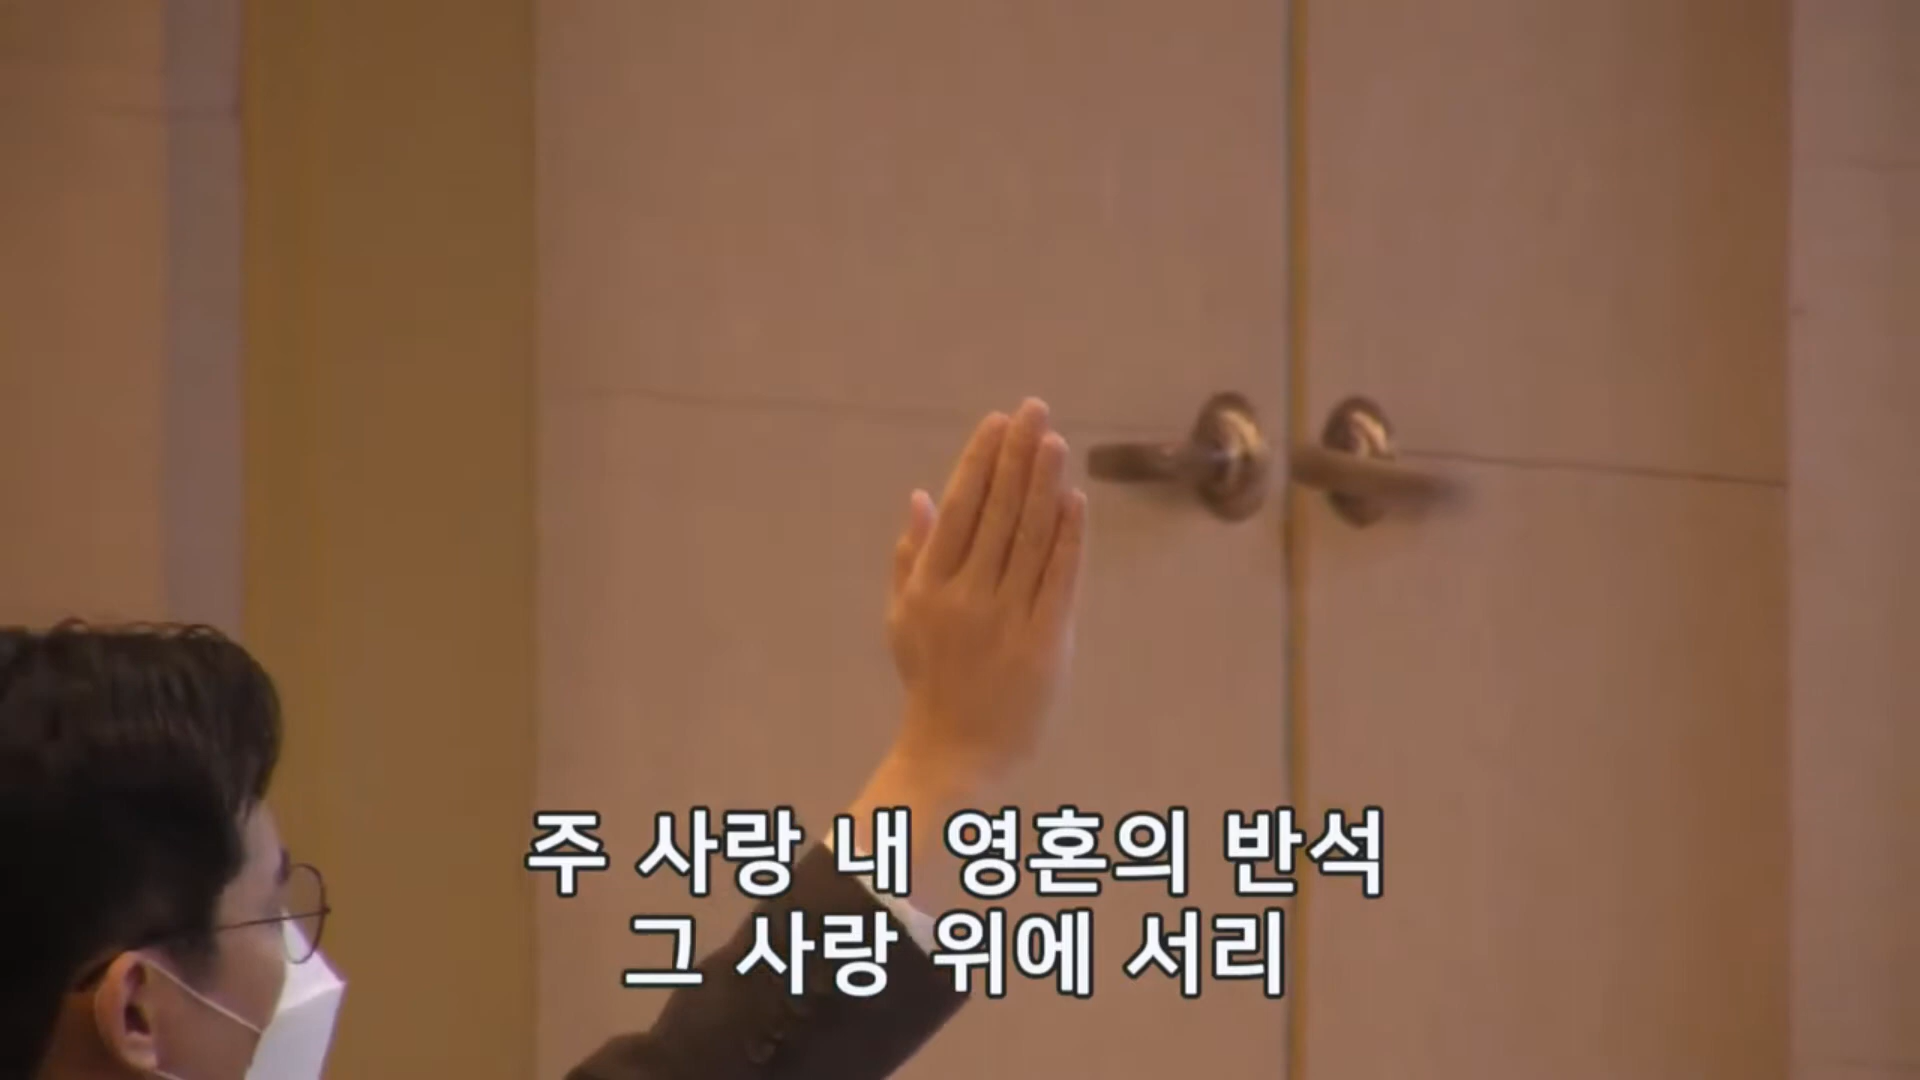 주 사랑 내 영혼의 반석
그 사랑 위에 서리